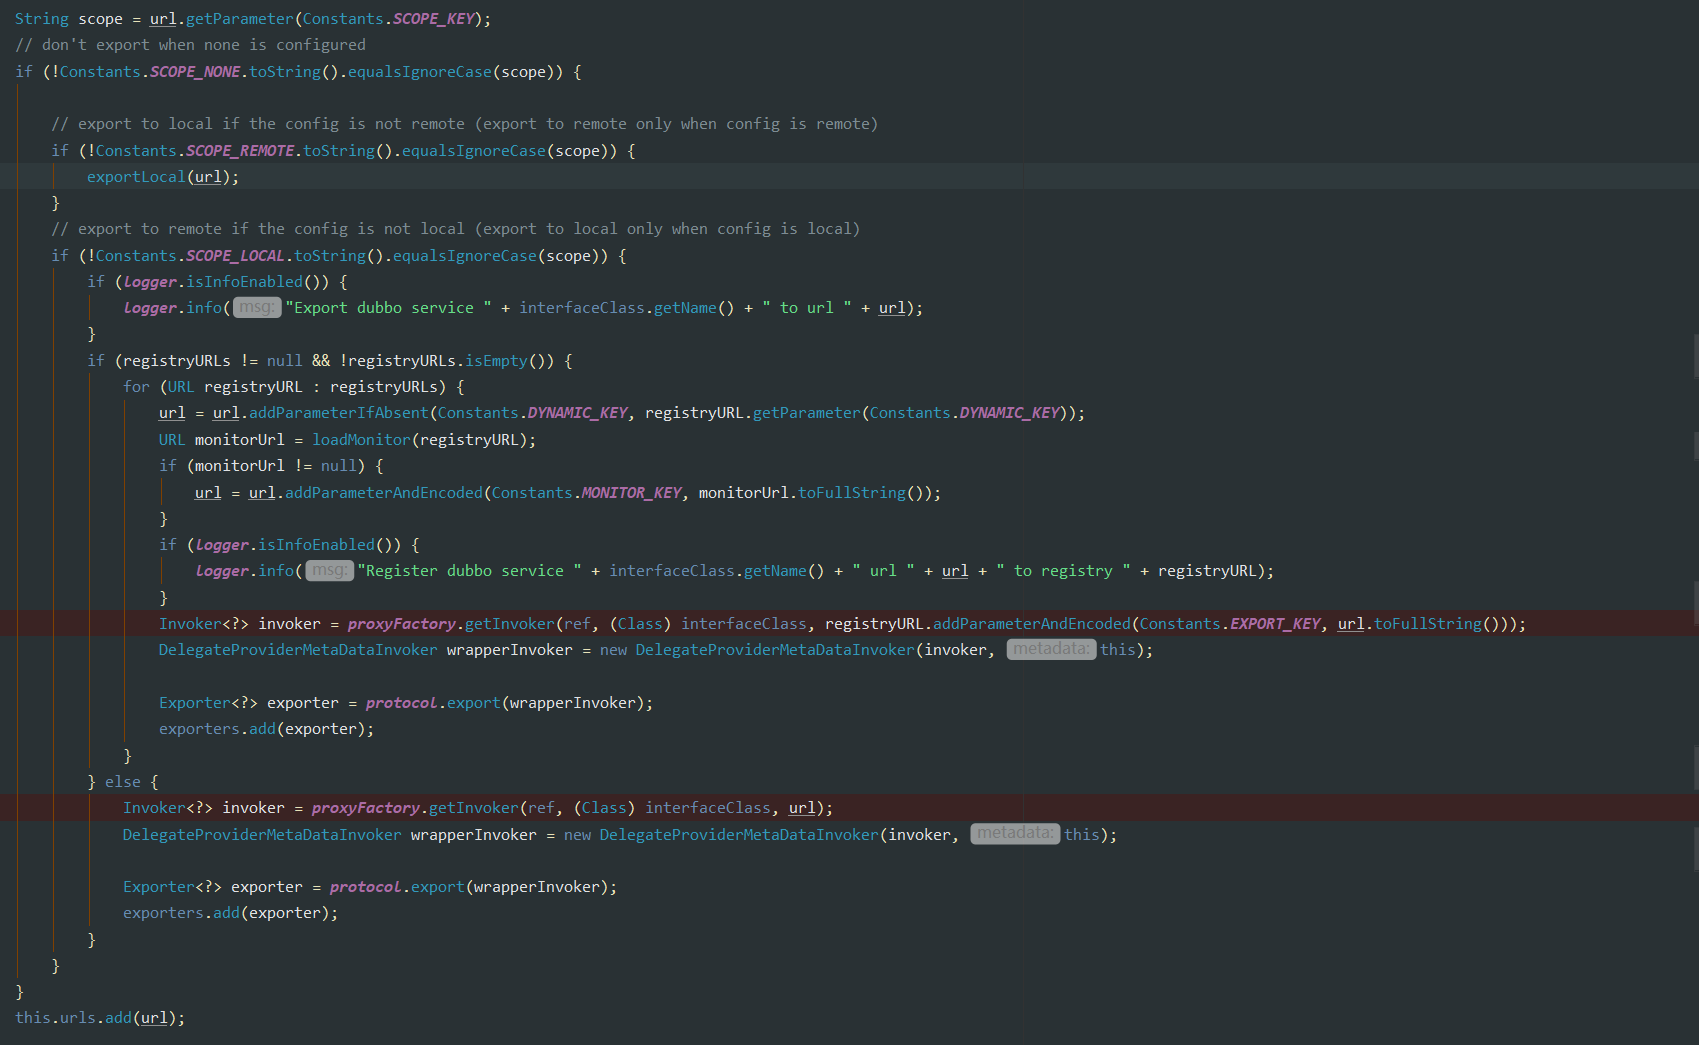 String scope = url.getParameter(Constants.SCOPE_KEY);
// don't export when none is configured
if (!Constants.SCOPE_NONE.toString().equalsIgnoreCase(scope)) {
// export to local if the config is not remote (export to remote only when config is remote)
if (!Constants.SCOPE_REMOTE.toString().equalsIgnoreCase(scope)) {
exportLocal(url);
}
// export to remote if the config is not local (export to local only when config is local)
if (!Constants.SCOPE_LOCAL.toString().equalsIgnoreCase(scope)) {
if (logger.isInfoEnabled()) {
logger.info( msg: "Export dubbo service " + interfaceClass.getName() + " to url " + url);
}
if (registryURLs != null && !registryURLs.isEmpty()) {
for (URL registryURL : registryURLs) {
url = url.addParameterIfAbsent(Constants.DYNAMIC_KEY, registryURL.getParameter(Constants.DYNAMIC_KEY));
URL monitorUrl = loadMonitor(registryURL);
if (monitorUrl != null) {
url = url.addParameterAndEncoded(Constants.MONITOR_KEY, monitorUrl.toFullString());
}
if (logger.isInfoEnabled()) {
logger.info( msg: "Register dubbo service " + interfaceClass.getName() + " url " + url + " to registry " + registryURL);
}
Invoker<?> invoker = proxyFactory.getInvoker(ref, (Class) interfaceClass, registryURL.addParameterAndEncoded(Constants.EXPORT_KEY, url.toFullString()));
DelegateProviderMetaDataInvoker wrapperInvoker = new DelegateProviderMetaDataInvoker(invoker, metadata: this);
Exporter<?> exporter = protocol.export(wrapperInvoker);
exporters.add(exporter);
}
} else {
Invoker<?> invoker = proxyFactory.getInvoker(ref, (Class) interfaceClass, url);
DelegateProviderMetaDataInvoker wrapperInvoker = new DelegateProviderMetaDataInvoker(invoker, metadata: this);
Exporter<?> exporter = protocol.export(wrapperInvoker);
exporters.add(exporter);
}
}
}
this.urls.add(url);